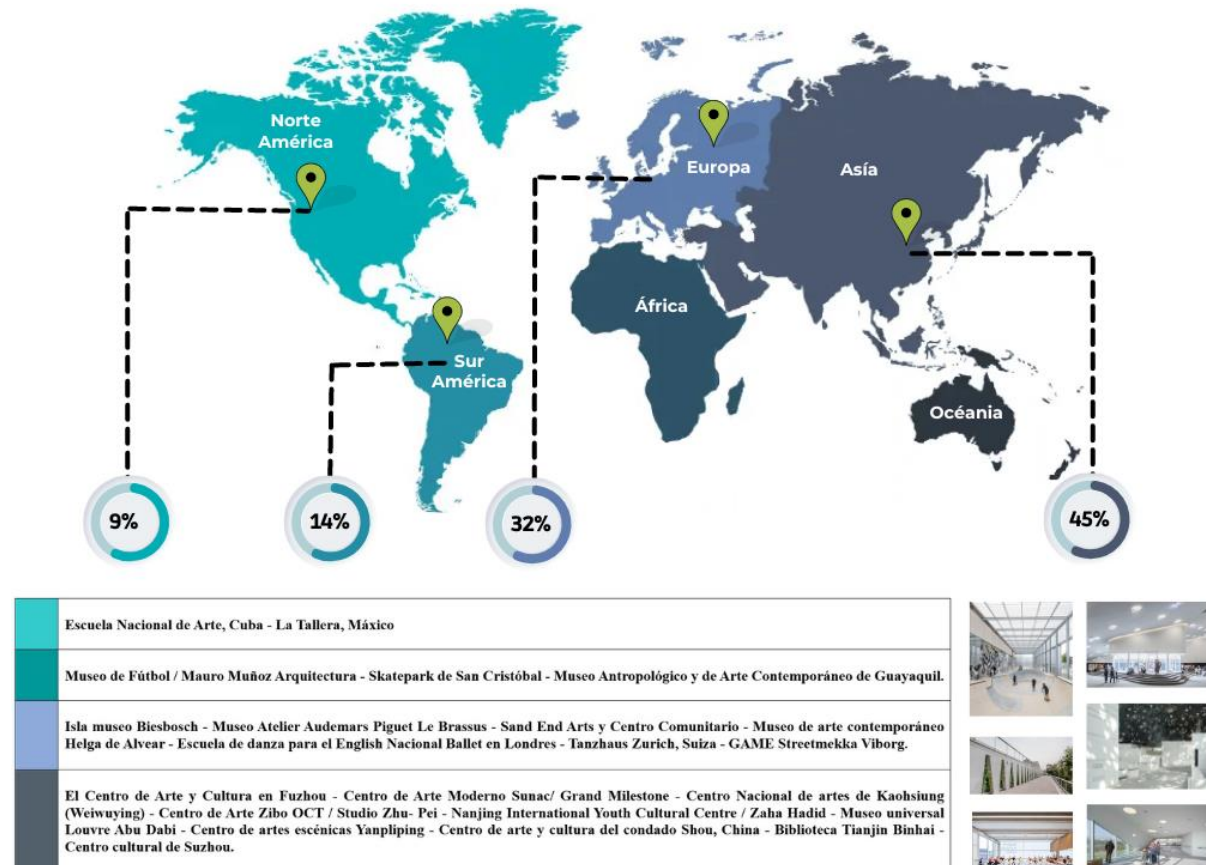 Norte
América
Europa
Asía
África
Sur
América
Océania
9%
14%
32%
45%
Escuela Nacional de Arte, Cuba - La Tallera, Máxico
Museo de Fútbol / Mauro Muñoz Arquitectura - Skatepark de San Cristóbal - Museo Antropológico y de Arte Contemporáneo de Guayaquil.
Isla museo Biesbosch - Museo Atelier Audemars Piguet Le Brassus - Sand End Arts y Centro Comunitario - Museo de arte contemporáneo
Helga de Alvear - Escuela de danza para el English Nacional Ballet en Londres - Tanzhaus Zurich, Suiza - GAME Streetmekka Viborg.
El Centro de Arte y Cultura en Fuzhou - Centro de Arte Moderno Sunac/ Grand Milestone - Centro Nacional de artes de Kaohsiung
(Weiwuying) - Centro de Arte Zibo OCT / Studio Zhu- Pei - Nanjing International Youth Cultural Centre / Zaha Hadid - Museo universal
Louvre Abu Dabi - Centro de artes escénicas Yanpliping - Centro de arte y cultura del condado Shou, China - Biblioteca Tianjin Binhai -
Centro cultural de Suzhou.